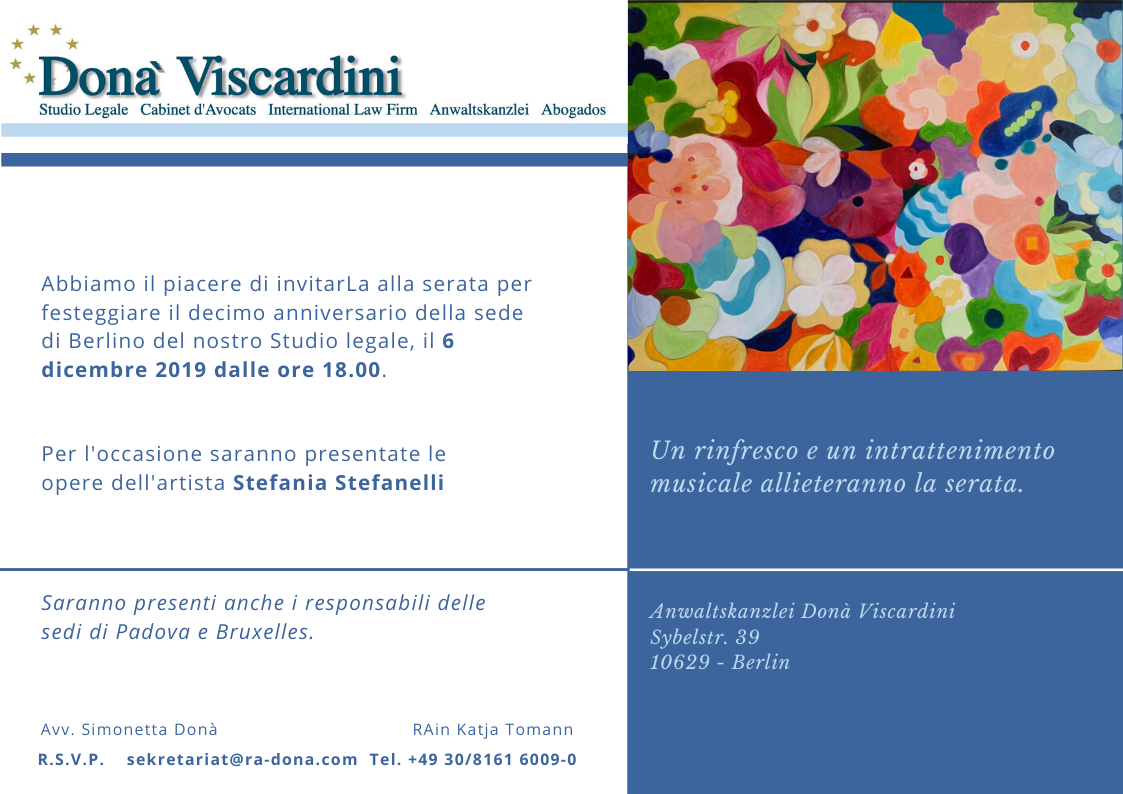 Donà Viscardini
Studio Legale Cabinet d'Avocats International Law Firm Anwaltskanzlei Abogados
Abbiamo il piacere di invitarLa alla serata per
festeggiare il decimo anniversario della sede
di Berlino del nostro Studio legale, il 6
dicembre 2019 dalle ore 18.00.
Per l'occasione saranno presentate le
opere dell'artista Stefania Stefanelli
Saranno presenti anche i responsabili delle
sedi di Padova e Bruxelles.
Avv. Simonetta Donà RAin Katja Tomann
R.S.V.P. sekretariat@ra-dona.com Tel. +49 30/8161 6009-0
Un rinfresco e un intrattenimento
musicale allieteranno la serata.
Anwaltskanzlei Donà Viscardini
Sybelstr. 39
10629 - Berlin